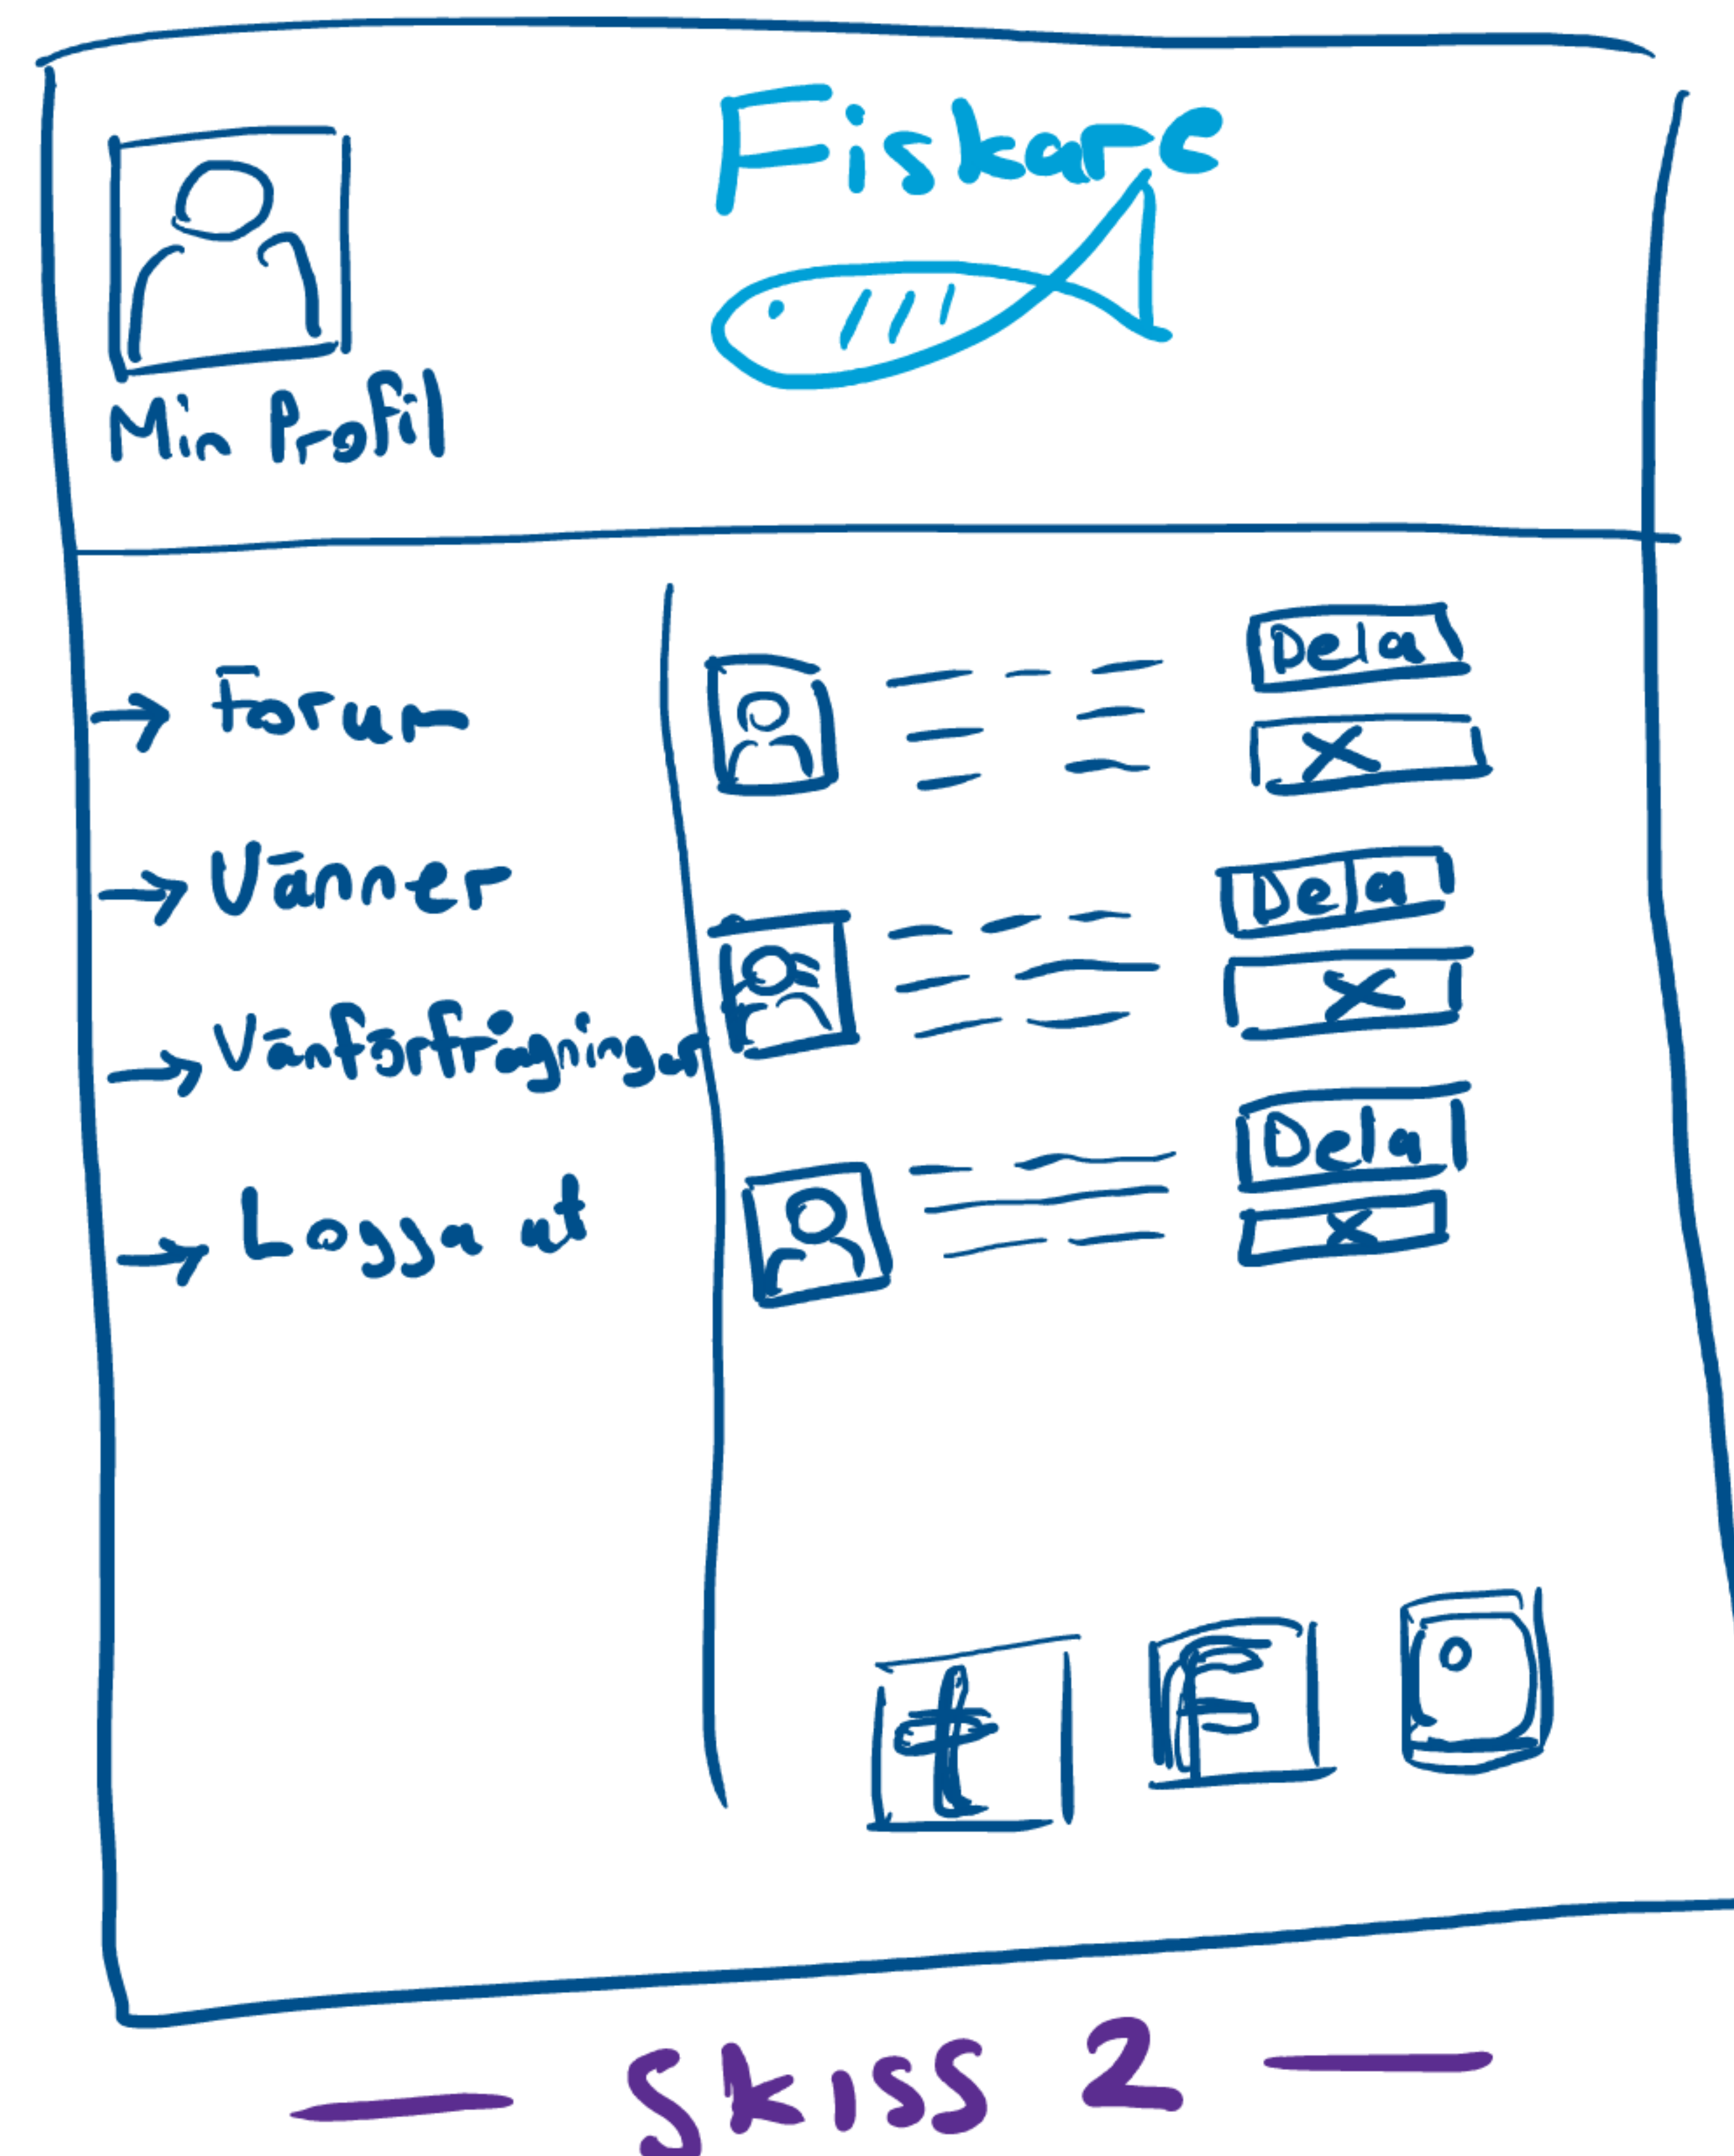 Fiskare
Min Profil
→ Forum
→ Vänner
→ Vänförfrågningar
→ Logga ut
Dela
X
Dela
X
Dela
X
t
F
— Skiss 2 —